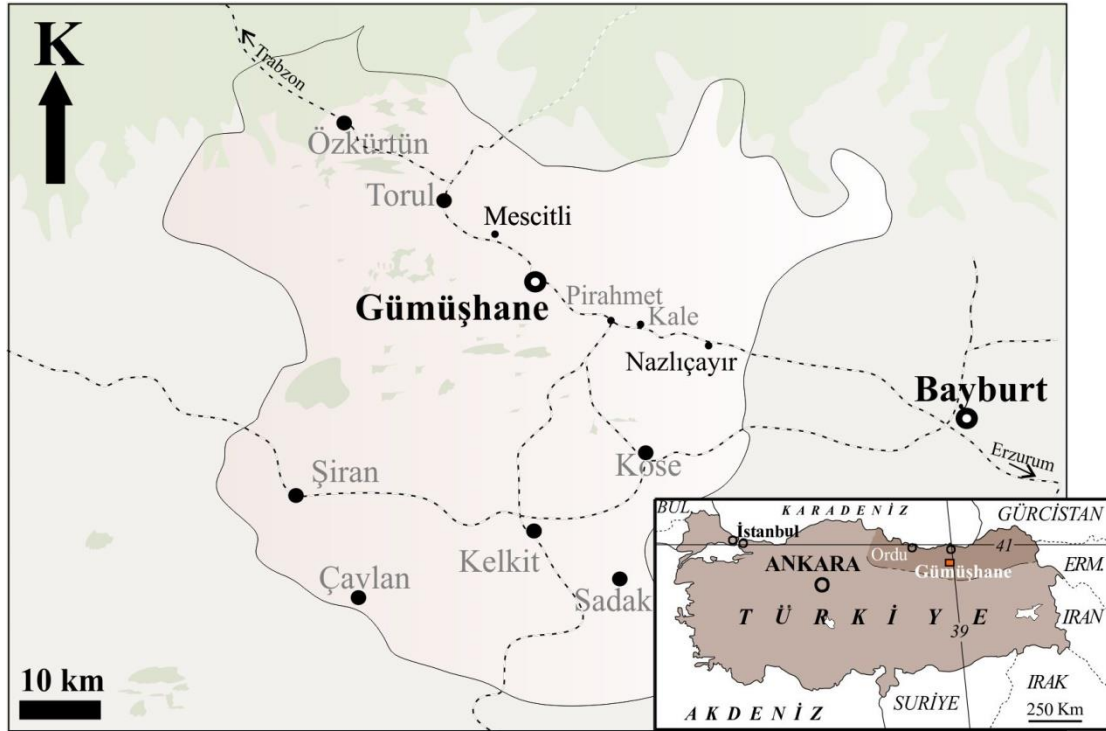 K
Trabzon
Özkürtün
Torul
Mescitli
Gümüşhane
Pirahmet
Kale
Nazlıçayır
Bayburt
Erzurum
Şiran
Köse
Kelkit
Çavlan
Sadak
10 km
BUL
KARADENİZ
GÜRCİSTAN
İstanbul
Ordu
41
ANKARA
Gümüşhane
ERM.
TÜRKİYE
39
IRAN
SURİYE
IRAK
AKDENİZ
250 Km